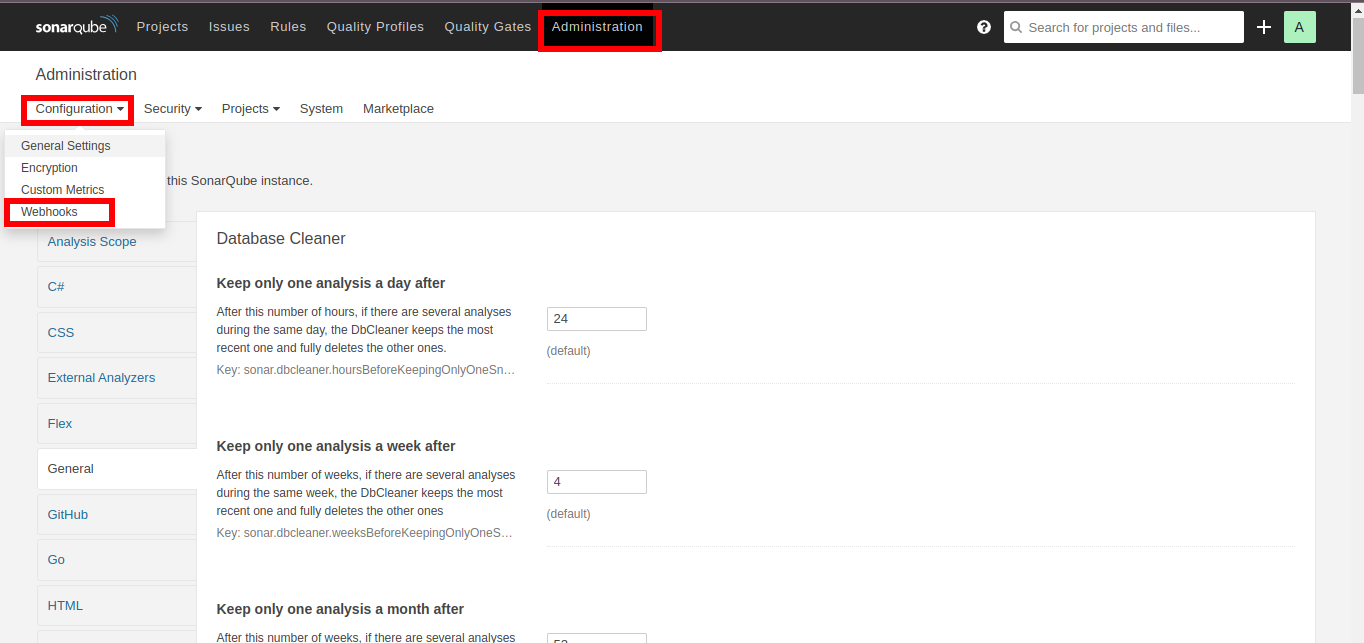 sonarqube Projects Issues Rules Quality Profiles Quality Gates Administration ? Search for projects and files... A
Administration
Configuration Security Projects System Marketplace
General Settings
Encryption
Custom Metrics
this SonarQube instance.
Webhooks
Analysis Scope
C#
CSS
External Analyzers
Flex
General
GitHub
Go
HTML
Database Cleaner
Keep only one analysis a day after
After this number of hours, if there are several analyses
during the same day, the DbCleaner keeps the most
recent one and fully deletes the other ones.
Key: sonar.dbcleaner.hoursBeforeKeepingOnlyOneSn…
24
(default)
Keep only one analysis a week after
After this number of weeks, if there are several analyses
during the same week, the DbCleaner keeps the most
recent one and fully deletes the other ones
Key: sonar.dbcleaner.weeksBeforeKeepingOnlyOneS…
4
(default)
Keep only one analysis a month after
After this number of weeks, if there are several analyses